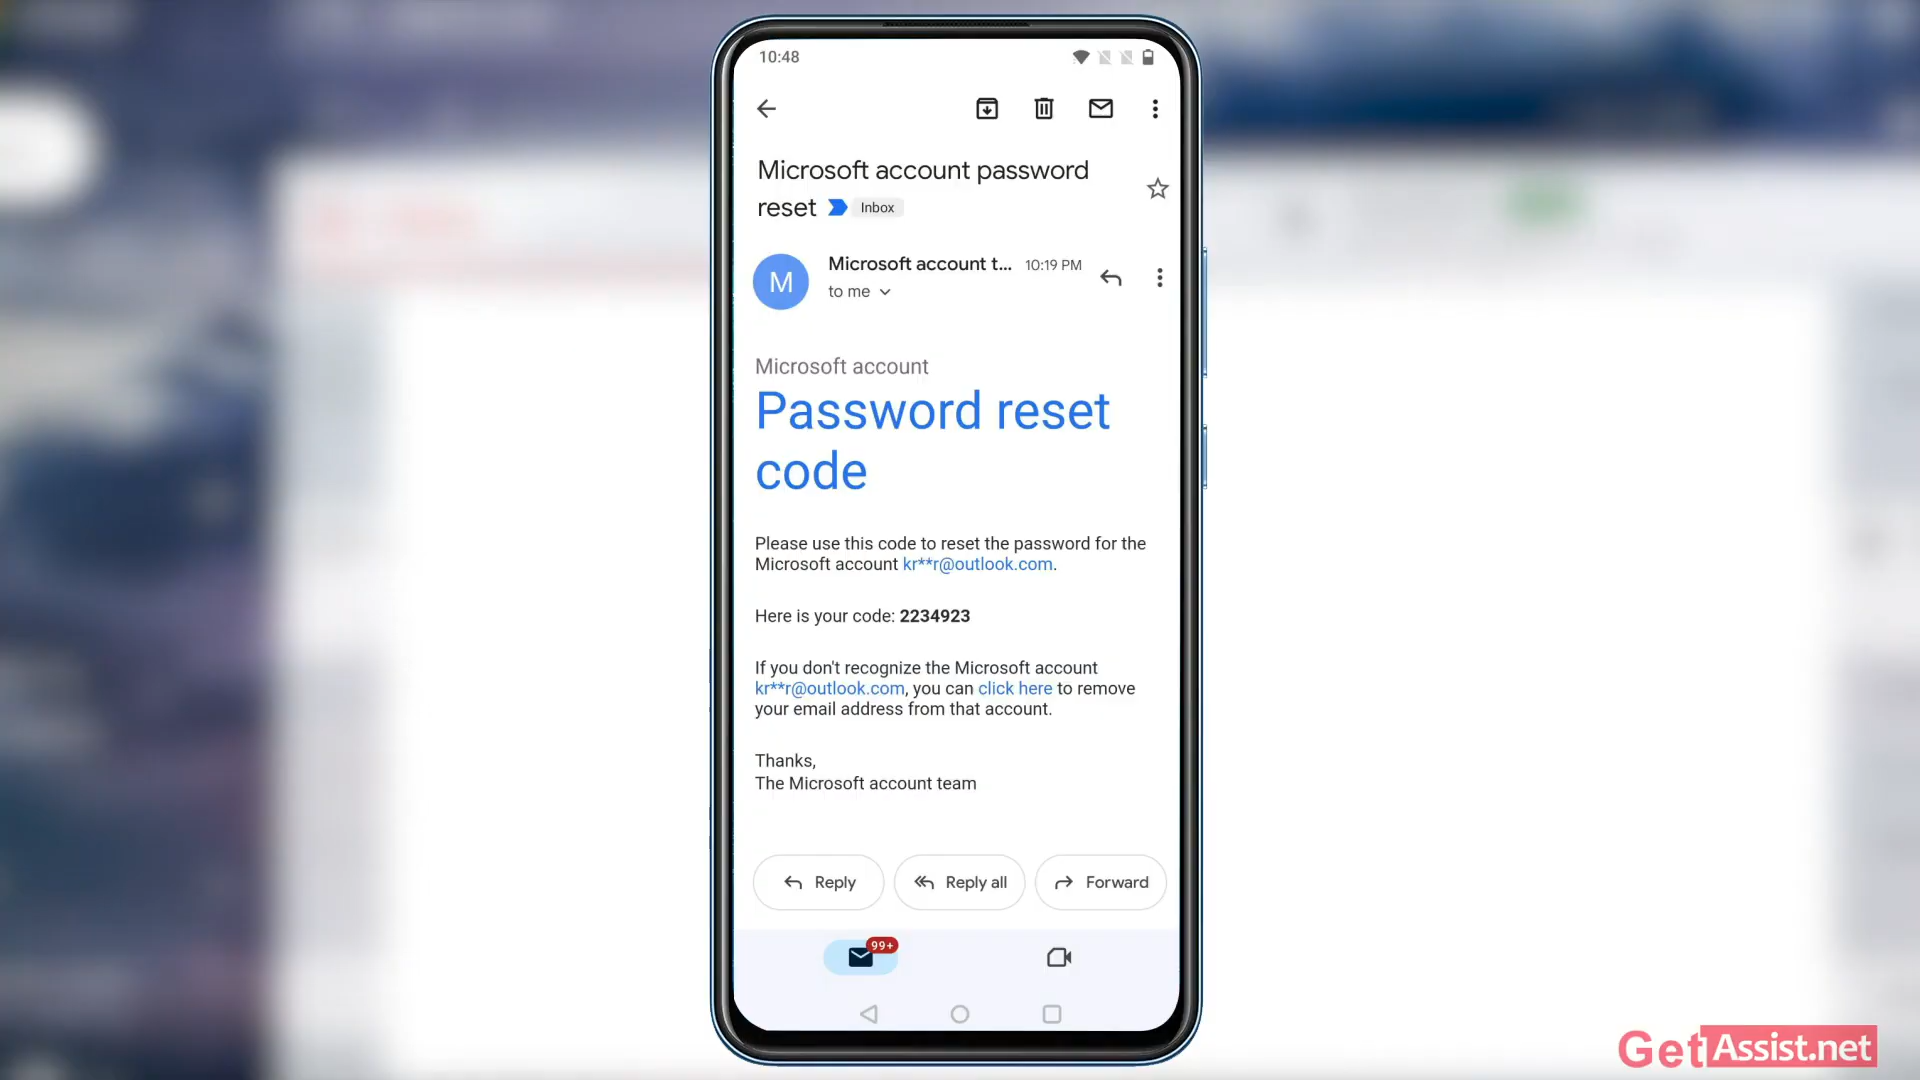 10:48
Microsoft account password
reset Inbox
Microsoft account t... 10:19 PM
M
to me
Microsoft account
Password reset
code
Please use this code to reset the password for the
Microsoft account kr**r@outlook.com.
Here is your code: 2234923
If you don't recognize the Microsoft account
kr**r@outlook.com, you can click here to remove
your email address from that account.
Thanks,
The Microsoft account team
Reply Reply all Forward
99+
GetAssist.net